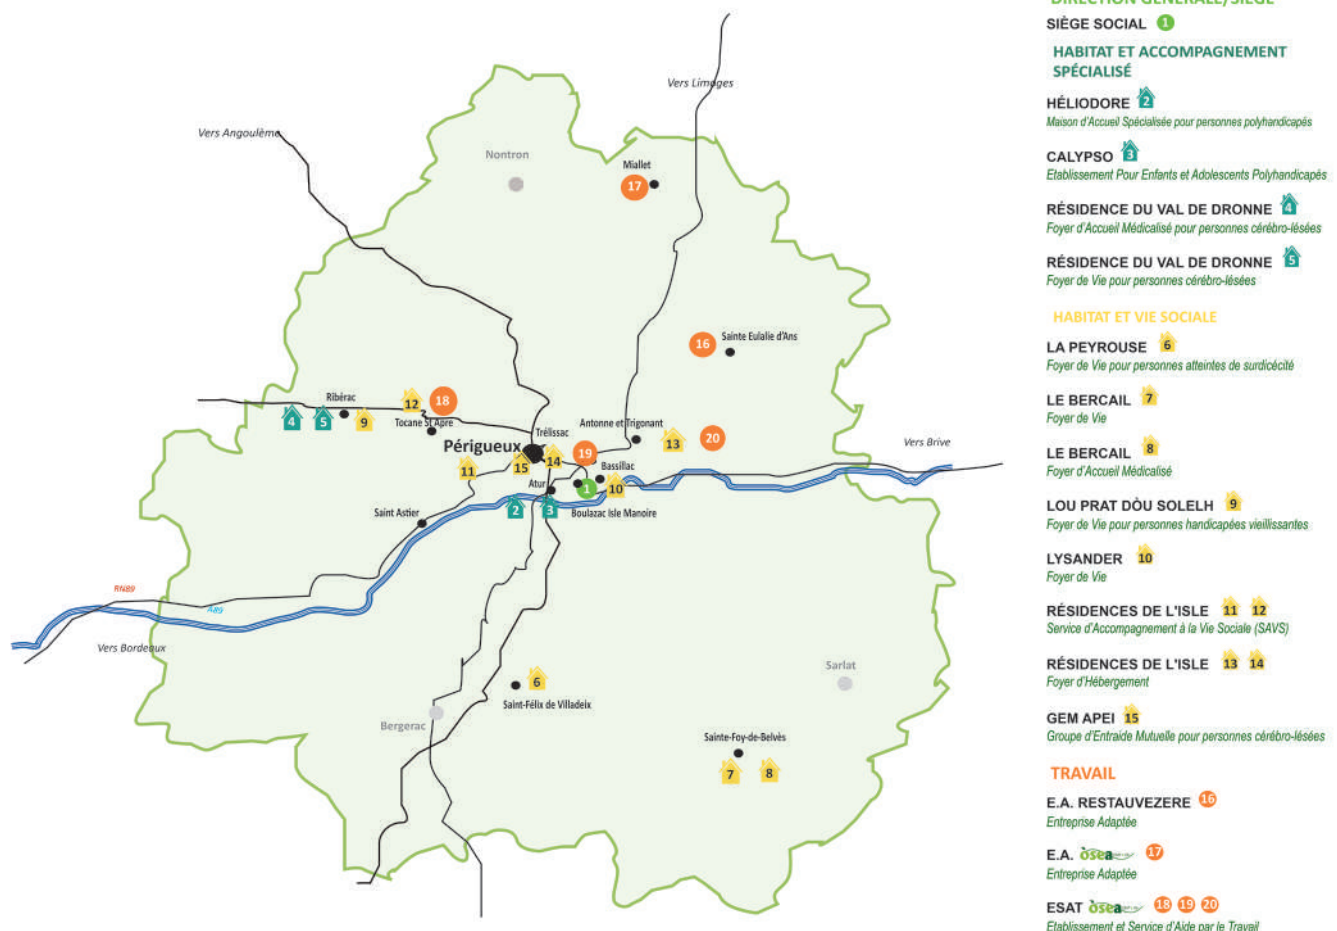 Vers Limoges
Vers Angoulème
Nontron
Miallet
17
16
Sainte Eulalie d'Ans
Ribérac
12
18
4
5
9
Tocane St Apre
Trélissac
Antonne et Trigonant
13
20
Périgueux
Vers Brive
11
15
14
19
Bassillac
Atur
1
10
2
3
Boulazac Isle Manoire
Saint Astier
RN89
A89
Vers Bordeaux
6
Saint-Félix de Villadeix
Sarlat
Bergerac
Sainte-Foy-de-Belvès
7
8
DIRECTION GÉNÉRALE/SIÈGE
SIÈGE SOCIAL 1
HABITAT ET ACCOMPAGNEMENT
SPÉCIALISÉ
HÉLIODORE 2
Maison d'Accueil Spécialisée pour personnes polyhandicapés
CALYPSO 3
Etablissement Pour Enfants et Adolescents Polyhandicapés
RÉSIDENCE DU VAL DE DRONNE 4
Foyer d'Accueil Médicalisé pour personnes cérébro-lésées
RÉSIDENCE DU VAL DE DRONNE 5
Foyer de Vie pour personnes cérébro-lésées
HABITAT ET VIE SOCIALE
LA PEYROUSE 6
Foyer de Vie pour personnes atteintes de surdicécité
LE BERCAIL 7
Foyer de Vie
LE BERCAIL 8
Foyer d'Accueil Médicalisé
LOU PRAT DÒU SOLELH 9
Foyer de Vie pour personnes handicapées vieillissantes
LYSANDER 10
Foyer de Vie
RÉSIDENCES DE L'ISLE 11 12
Service d'Accompagnement à la Vie Sociale (SAVS)
RÉSIDENCES DE L'ISLE 13 14
Foyer d'Hébergement
GEM APEI 15
Groupe d'Entraide Mutuelle pour personnes cérébro-lésées
TRAVAIL
E.A. RESTAUVEZERE 16
Entreprise Adaptée
E.A. òsea 17
Entreprise Adaptée
ESAT òsea 18 19 20
Etablissement et Service d'Aide par le Travail